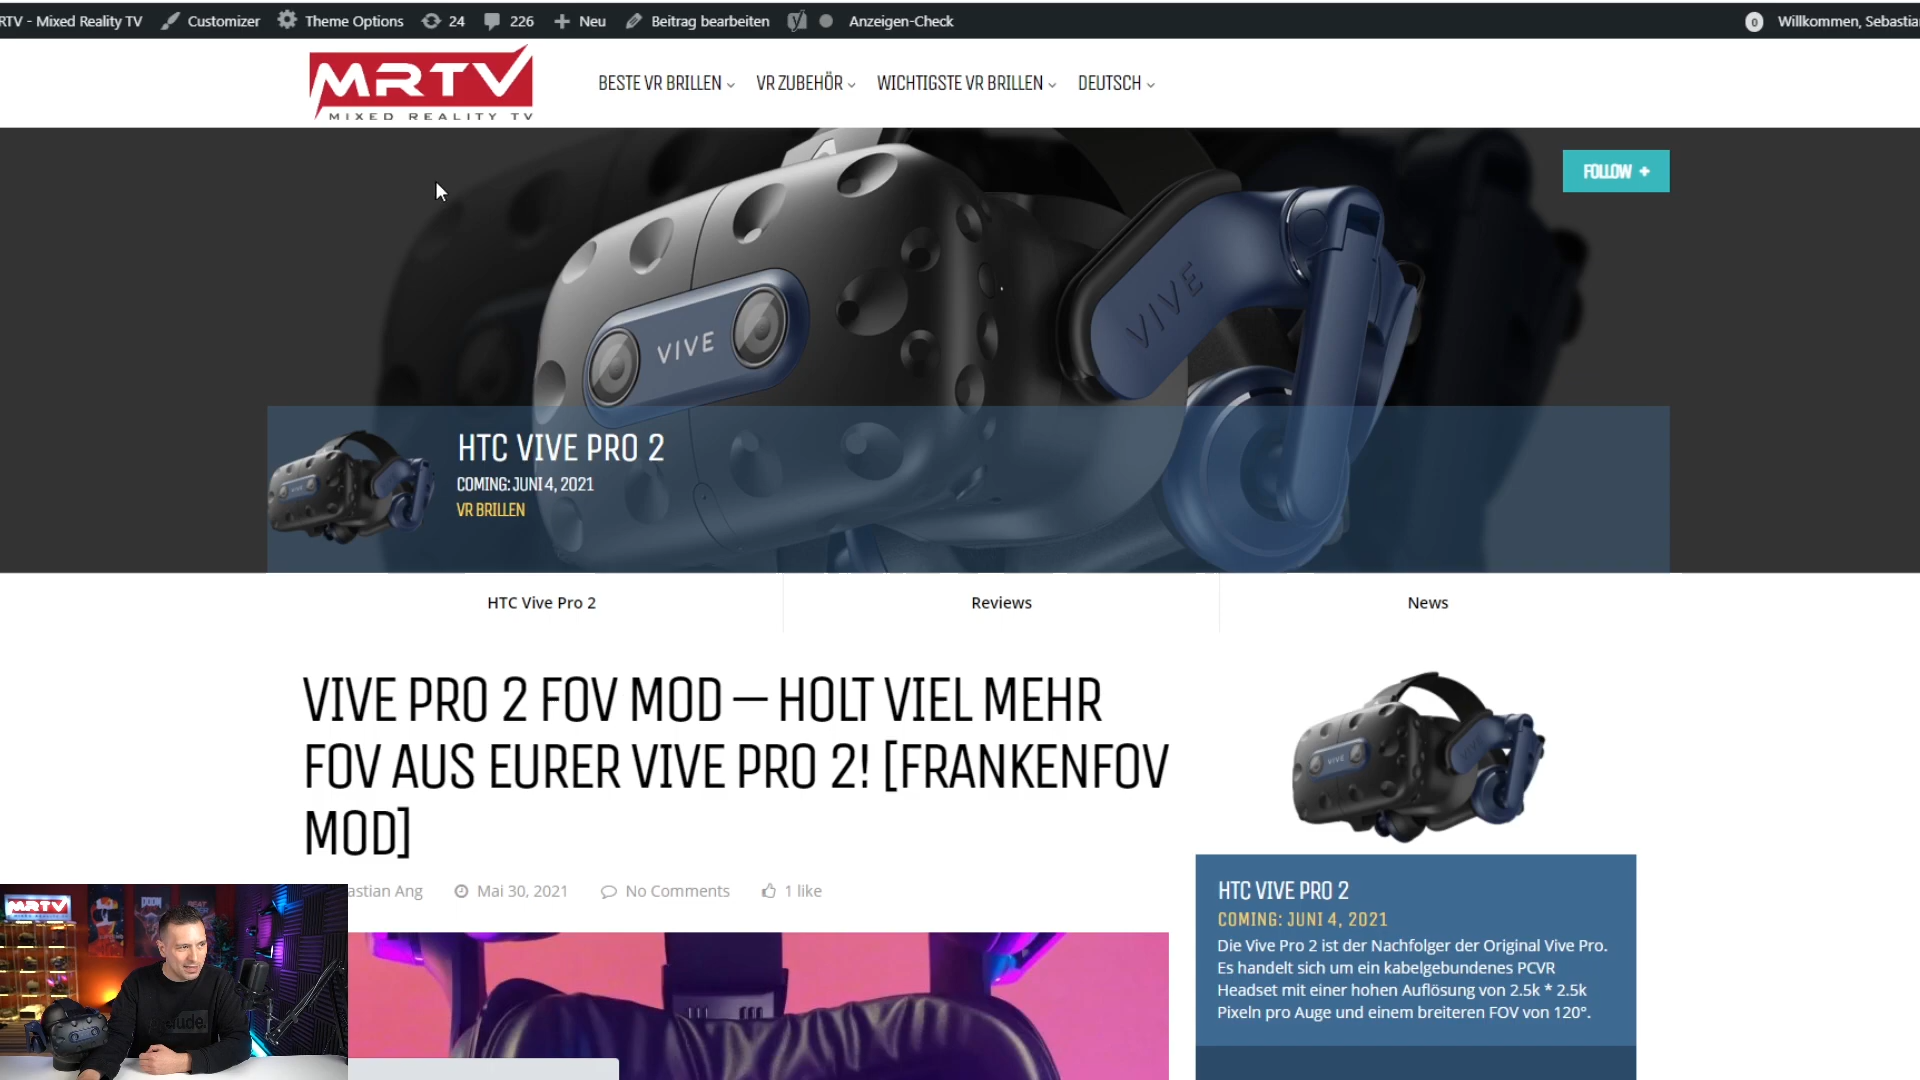 RTV - Mixed Reality TV Customizer Theme Options 24 226 Neu Beitrag bearbeiten Anzeigen-Check 0 Willkommen, Sebastia
MRTV
MIXED REALITY TV
BESTE VR BRILLEN VR ZUBEHÖR WICHTIGSTE VR BRILLEN DEUTSCH
FOLLOW +
VIVE
VIVE
HTC VIVE PRO 2
COMING: JUNI 4, 2021
VR BRILLEN
HTC Vive Pro 2 Reviews News
VIVE PRO 2 FOV MOD — HOLT VIEL MEHR
FOV AUS EURER VIVE PRO 2! [FRANKENFOV
MOD]
astian Ang Mai 30, 2021 No Comments 1 like
VIVE
HTC VIVE PRO 2
COMING: JUNI 4, 2021
Die Vive Pro 2 ist der Nachfolger der Original Vive Pro.
Es handelt sich um ein kabelgebundenes PCVR
Headset mit einer hohen Auflösung von 2.5k * 2.5k
Pixeln pro Auge und einem breiteren FOV von 120°.
MRTV
DOOM